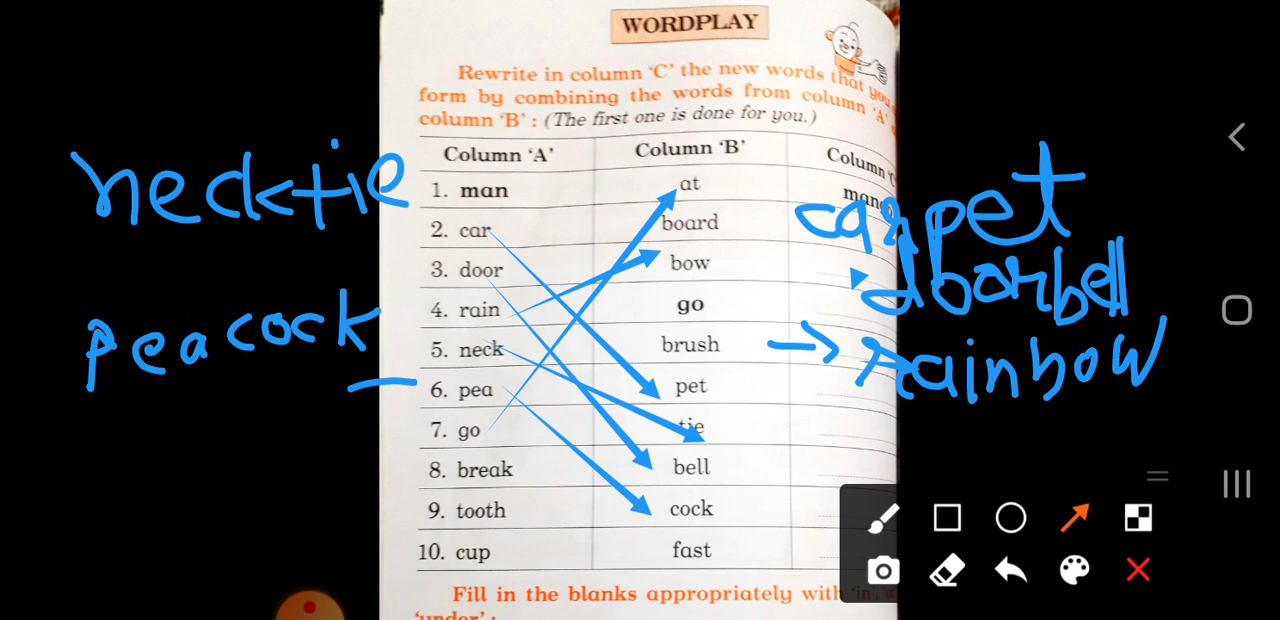 WORDPLAY
Rewrite in column 'C' the new words that you
form by combining the words from column 'A'
column 'B' : (The first one is done for you.)
Column 'A' Column 'B' Column
1. man at
2. car board
3. door bow
4. rain go
5. neck brush
6. pea pet
7. go tie
8. break bell
9. tooth cock
10. cup fast
Fill in the blanks appropriately with 'in',
'under' :
necktie
peacock
carpet
doorbell
rainbow